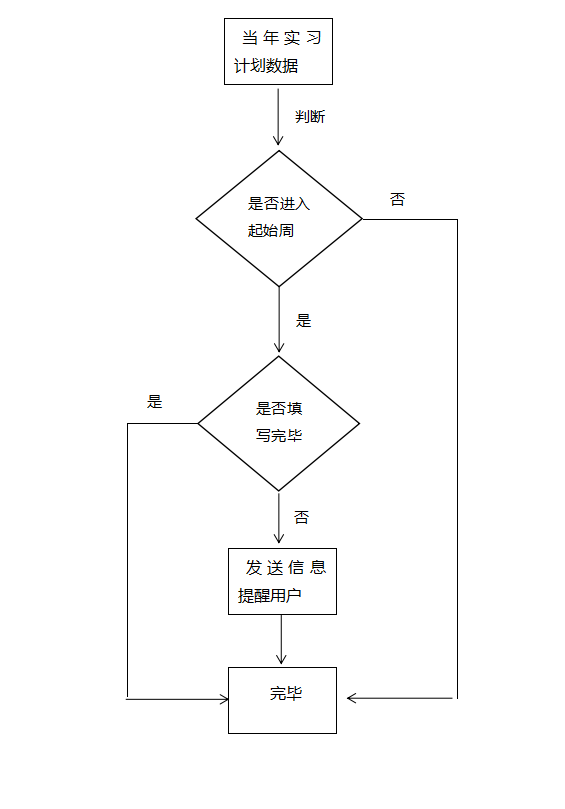 当年实习
计划数据
判断
是否进入
起始周
否
是
是
是否填
写完毕
否
发送信息
提醒用户
完毕